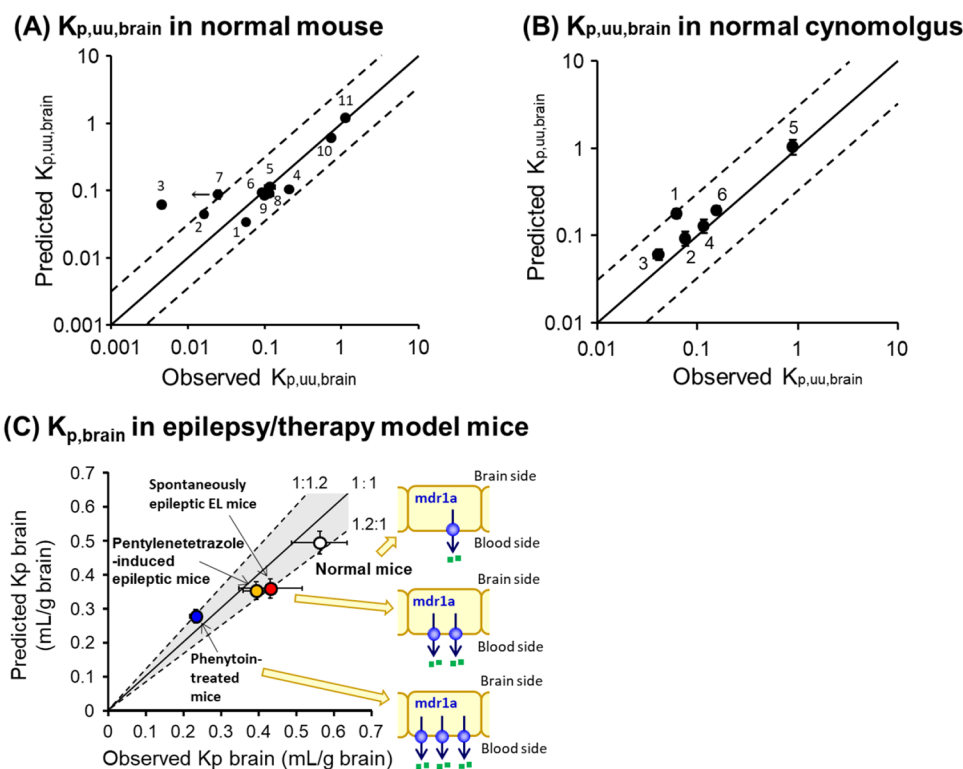 (A) Kp,uu,brain in normal mouse
10
1
0.1
0.01
0.001
Predicted Kp,uu,brain
3
7
2
1
6
5
9
8
4
10
11
0.001
0.01
0.1
1
10
Observed Kp,uu,brain
(B) Kp,uu,brain in normal cynomolgus
10
1
0.1
0.01
Predicted Kp,uu,brain
1
3
2
4
6
5
0.01
0.1
1
10
Observed Kp,uu,brain
(C) Kp,brain in epilepsy/therapy model mice
0.7
0.6
0.5
0.4
0.3
0.2
0.1
0
Predicted Kp brain
(mL/g brain)
Spontaneously
epileptic EL mice
1:1.2
1:1
1.2:1
Pentylenetetrazole
-induced
epileptic mice
Normal mice
Phenytoin-
treated
mice
0
0.1
0.2
0.3
0.4
0.5
0.6
0.7
Observed Kp brain (mL/g brain)
Brain side
mdr1a
Blood side
Brain side
mdr1a
Blood side
Brain side
mdr1a
Blood side